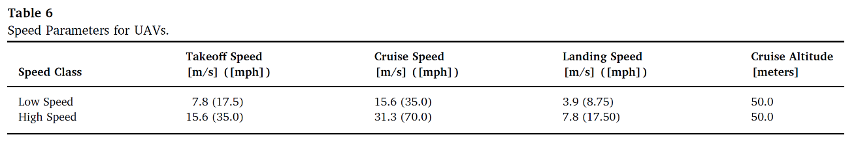 Table 6
Speed Parameters for UAVs.
Takeoff Speed Cruise Speed Landing Speed Cruise Altitude
Speed Class [m/s] ([mph]) [m/s] ([mph]) [m/s] ([mph]) [meters]
Low Speed 7.8 (17.5) 15.6 (35.0) 3.9 (8.75) 50.0
High Speed 15.6 (35.0) 31.3 (70.0) 7.8 (17.50) 50.0